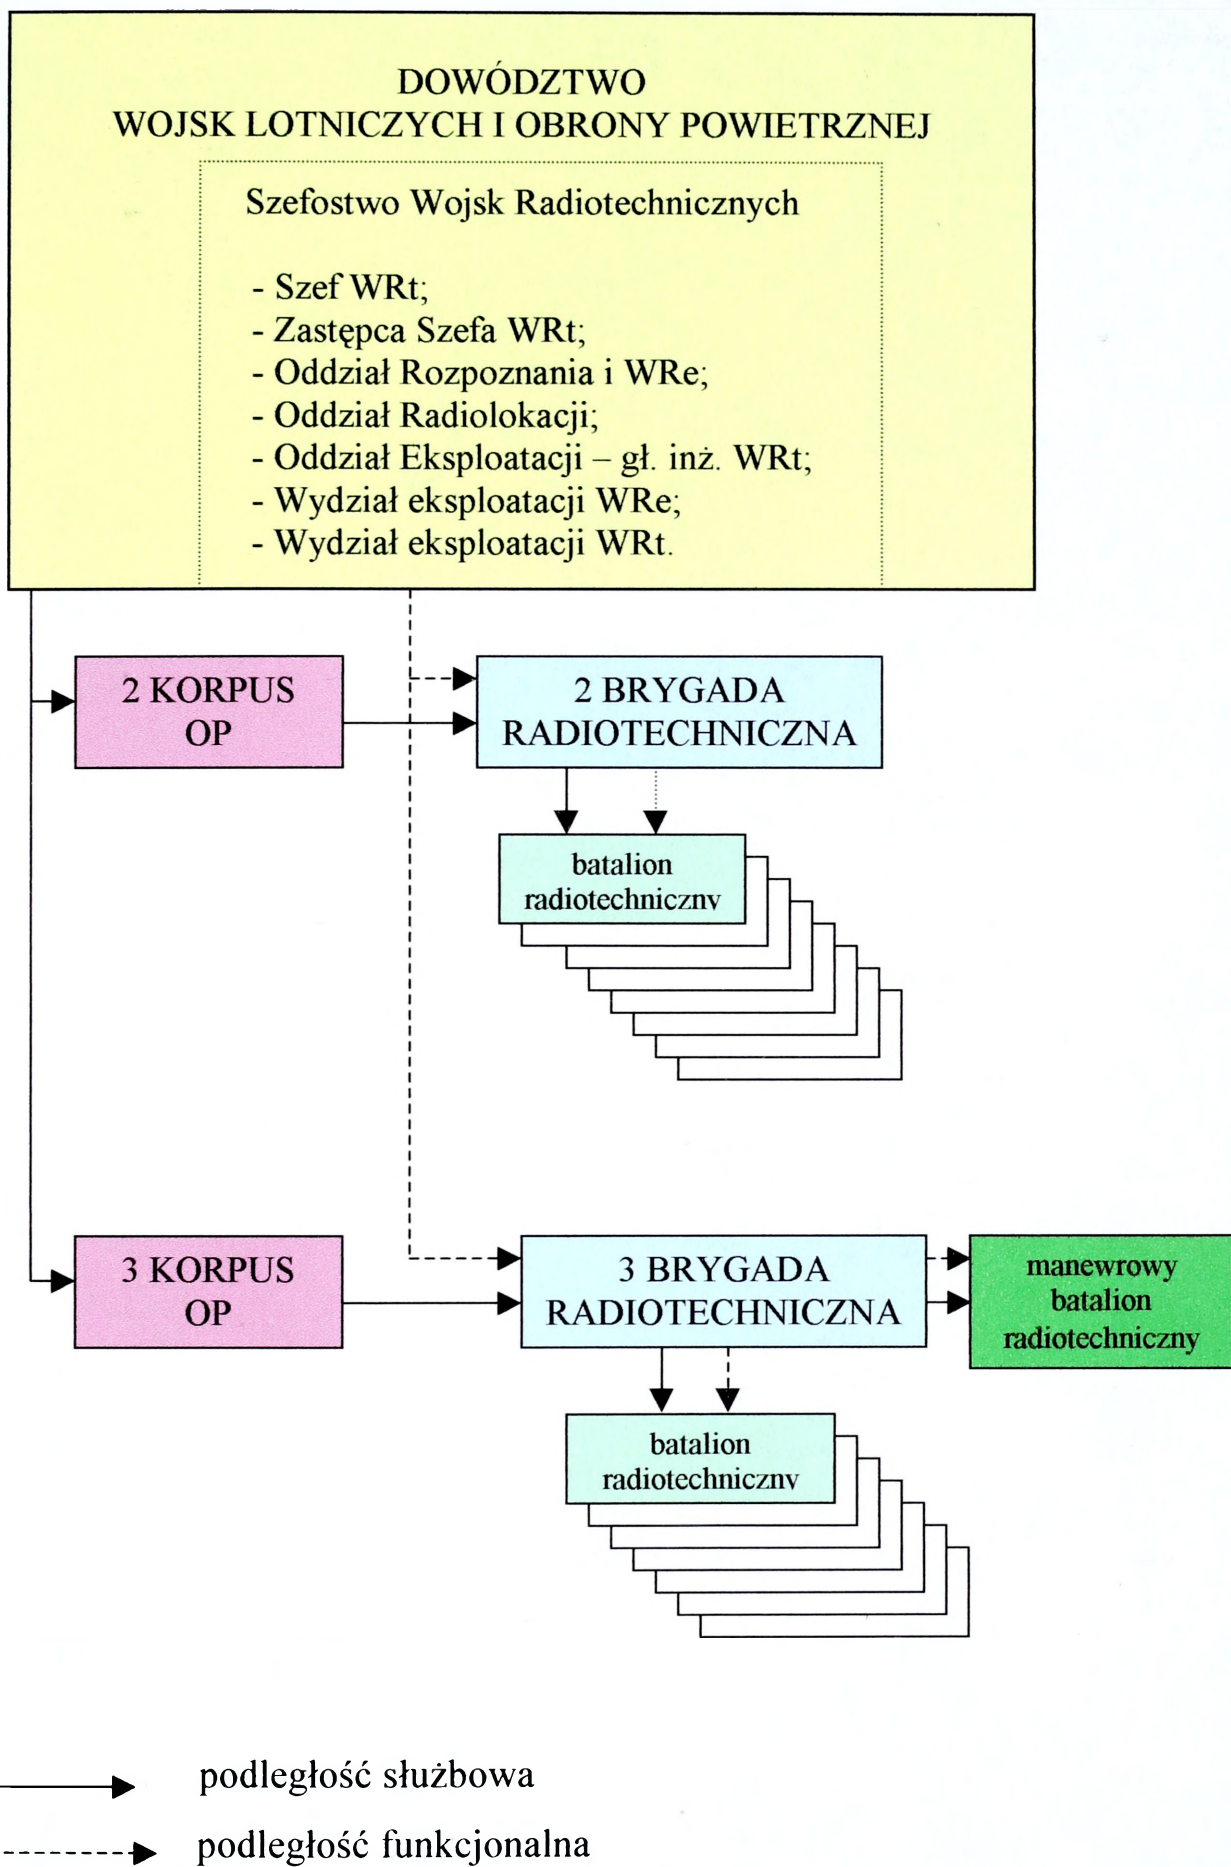 DOWÓDZTWO
WOJSK LOTNICZYCH I OBRONY POWIETRZNEJ
Szefostwo Wojsk Radiotechnicznych
- Szef WRt;
- Zastępca Szefa WRt;
- Oddział Rozpoznania i WRe;
- Oddział Radiolokacji;
- Oddział Eksploatacji – gł. inż. WRt;
- Wydział eksploatacji WRe;
- Wydział eksploatacji WRt.
2 KORPUS
OP
2 BRYGADA
RADIOTECHNICZNA
batalion
radiotechniczny
3 KORPUS
OP
3 BRYGADA
RADIOTECHNICZNA
manewrowy
batalion
radiotechniczny
batalion
radiotechniczny
podległość służbowa
podległość funkcjonalna